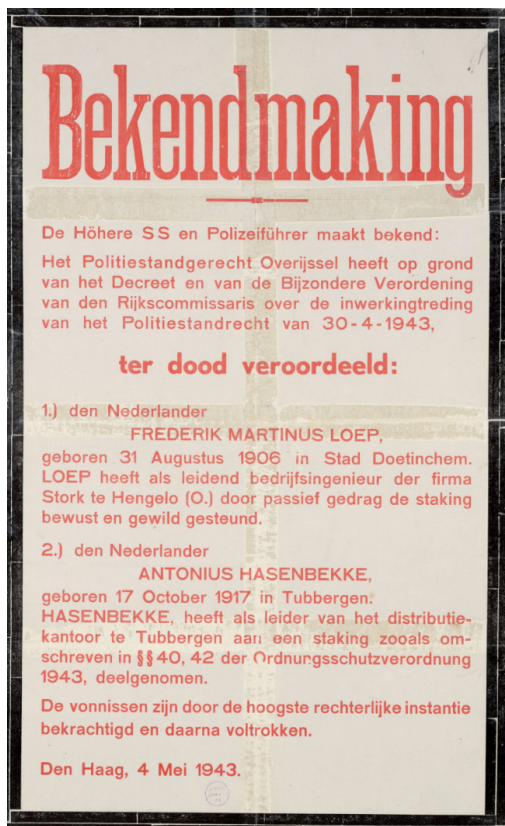 Bekendmaking
De Höhere SS en Polizeiführer maakt bekend:
Het Politiestandgerecht Overijssel heeft op grond
van het Decreet en van de Bijzondere Verordening
van den Rijkscommissaris over de inwerkingtreding
van het Politiestandrecht van 30-4-1943,
ter dood veroordeeld:
1.) den Nederlander
FREDERIK MARTINUS LOEP,
geboren 31 Augustus 1906 in Stad Doetinchem.
LOEP heeft als leidend bedrijfsingenieur der firma
Stork te Hengelo (O.) door passief gedrag de staking
bewust en gewild gesteund.
2.) den Nederlander
ANTONIUS HASENBEKKE,
geboren 17 October 1917 in Tubbergen.
HASENBEKKE, heeft als leider van het distributie-
kantoor te Tubbergen aan een staking zooals om-
schreven in §§ 40, 42 der Ordnungsschutzverordnung
1943, deelgenomen.
De vonnissen zijn door de hoogste rechterlijke instantie
bekrachtigd en daarna voltrokken.
Den Haag, 4 Mei 1943.